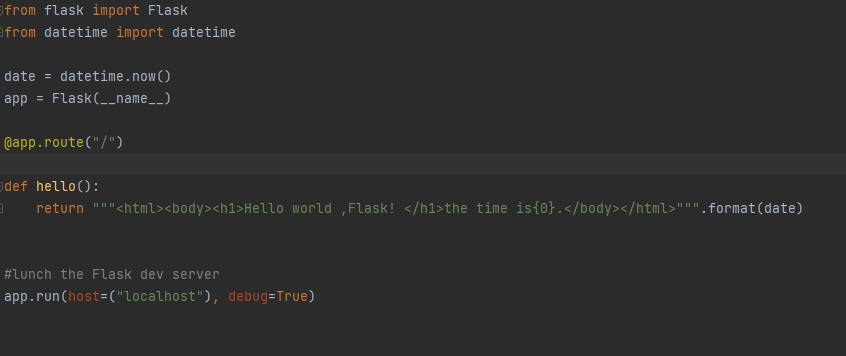 from flask import Flask
from datetime import datetime
date = datetime.now()
app = Flask(__name__)
@app.route("/")
def hello():
    return """<html><body><h1>Hello world ,Flask! </h1>the time is{0}.</body></html>""".format(date)
#lunch the Flask dev server
app.run(host=("localhost"), debug=True)